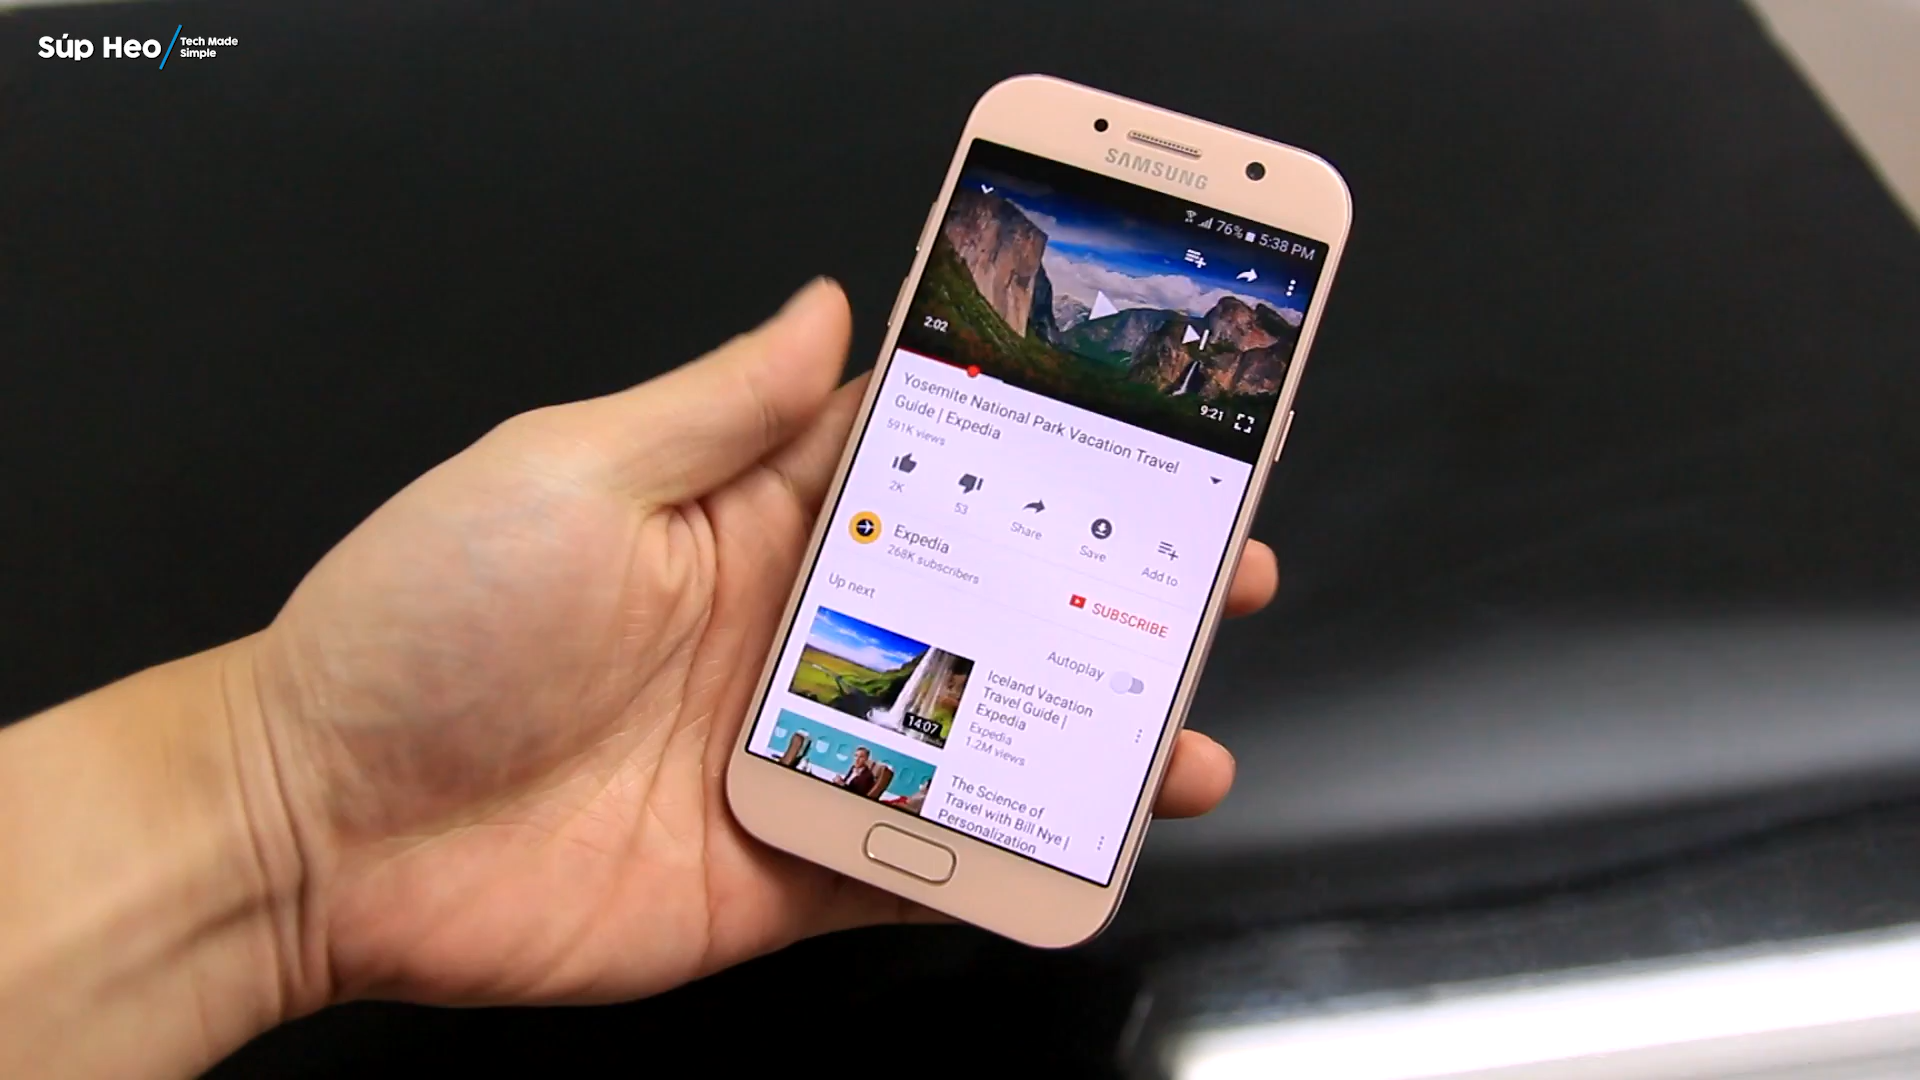 Súp Heo
Tech Made
Simple
SAMSUNG
76% 5:38 PM
2:02
9:21
Yosemite National Park Vacation Travel
Guide | Expedia
591K views
2K
53
Share
Save
Add to
Expedia
268K subscribers
SUBSCRIBE
Up next
Autoplay
14:07
Iceland Vacation
Travel Guide |
Expedia
Expedia
1.2M views
The Science of
Travel with Bill Nye |
Personalization